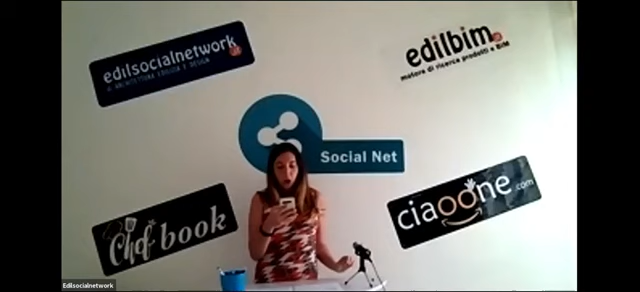 edilsocialnetwork
edilbim
motore di ricerca prodotti e BIM
Social Net
Chef book
ciaoone.com
Edilsocialnetwork